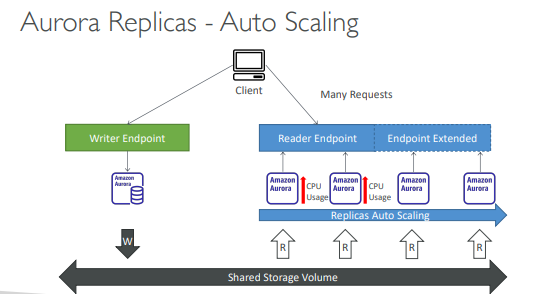 Aurora Replicas - Auto Scaling
Client
Many Requests
Writer Endpoint
Reader Endpoint
Endpoint Extended
Amazon
Aurora
Amazon
Aurora
CPU
Usage
Amazon
Aurora
CPU
Usage
Amazon
Aurora
Amazon
Aurora
Replicas Auto Scaling
W
R
R
R
R
Shared Storage Volume